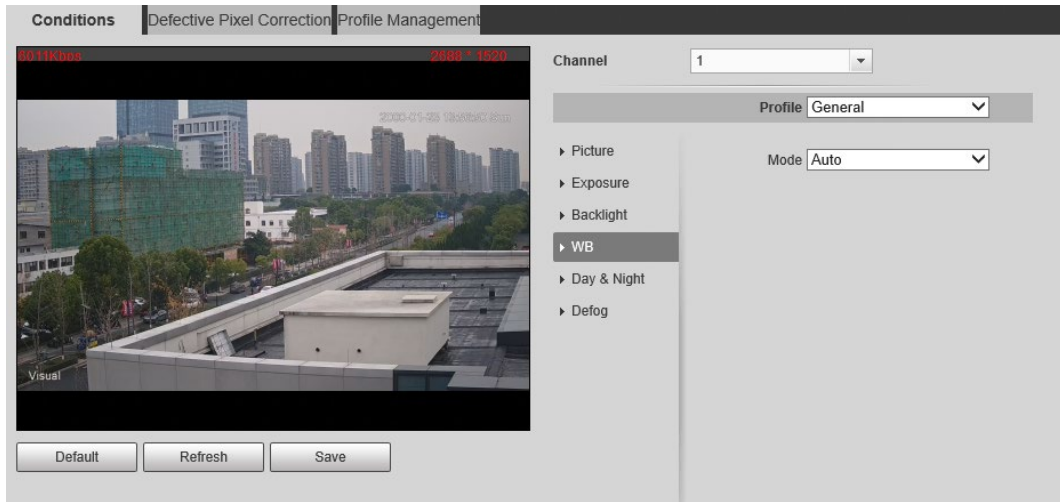 Conditions
Defective Pixel Correction
Profile Management
8011Kbps
2688 * 1520
Visual
Default
Refresh
Save
Channel
1
Profile General
Picture
Exposure
Backlight
WB
Day & Night
Defog
Mode Auto